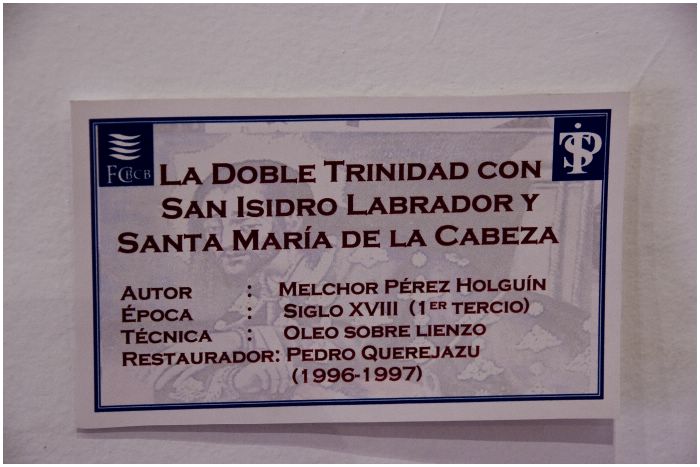 FCBCB
TSP
LA DOBLE TRINIDAD CON
SAN ISIDRO LABRADOR Y
SANTA MARÍA DE LA CABEZA
AUTOR : MELCHOR PÉREZ HOLGUÍN
ÉPOCA : SIGLO XVIII (1ER TERCIO)
TÉCNICA : OLEO SOBRE LIENZO
RESTAURADOR: PEDRO QUEREJAZU
(1996-1997)